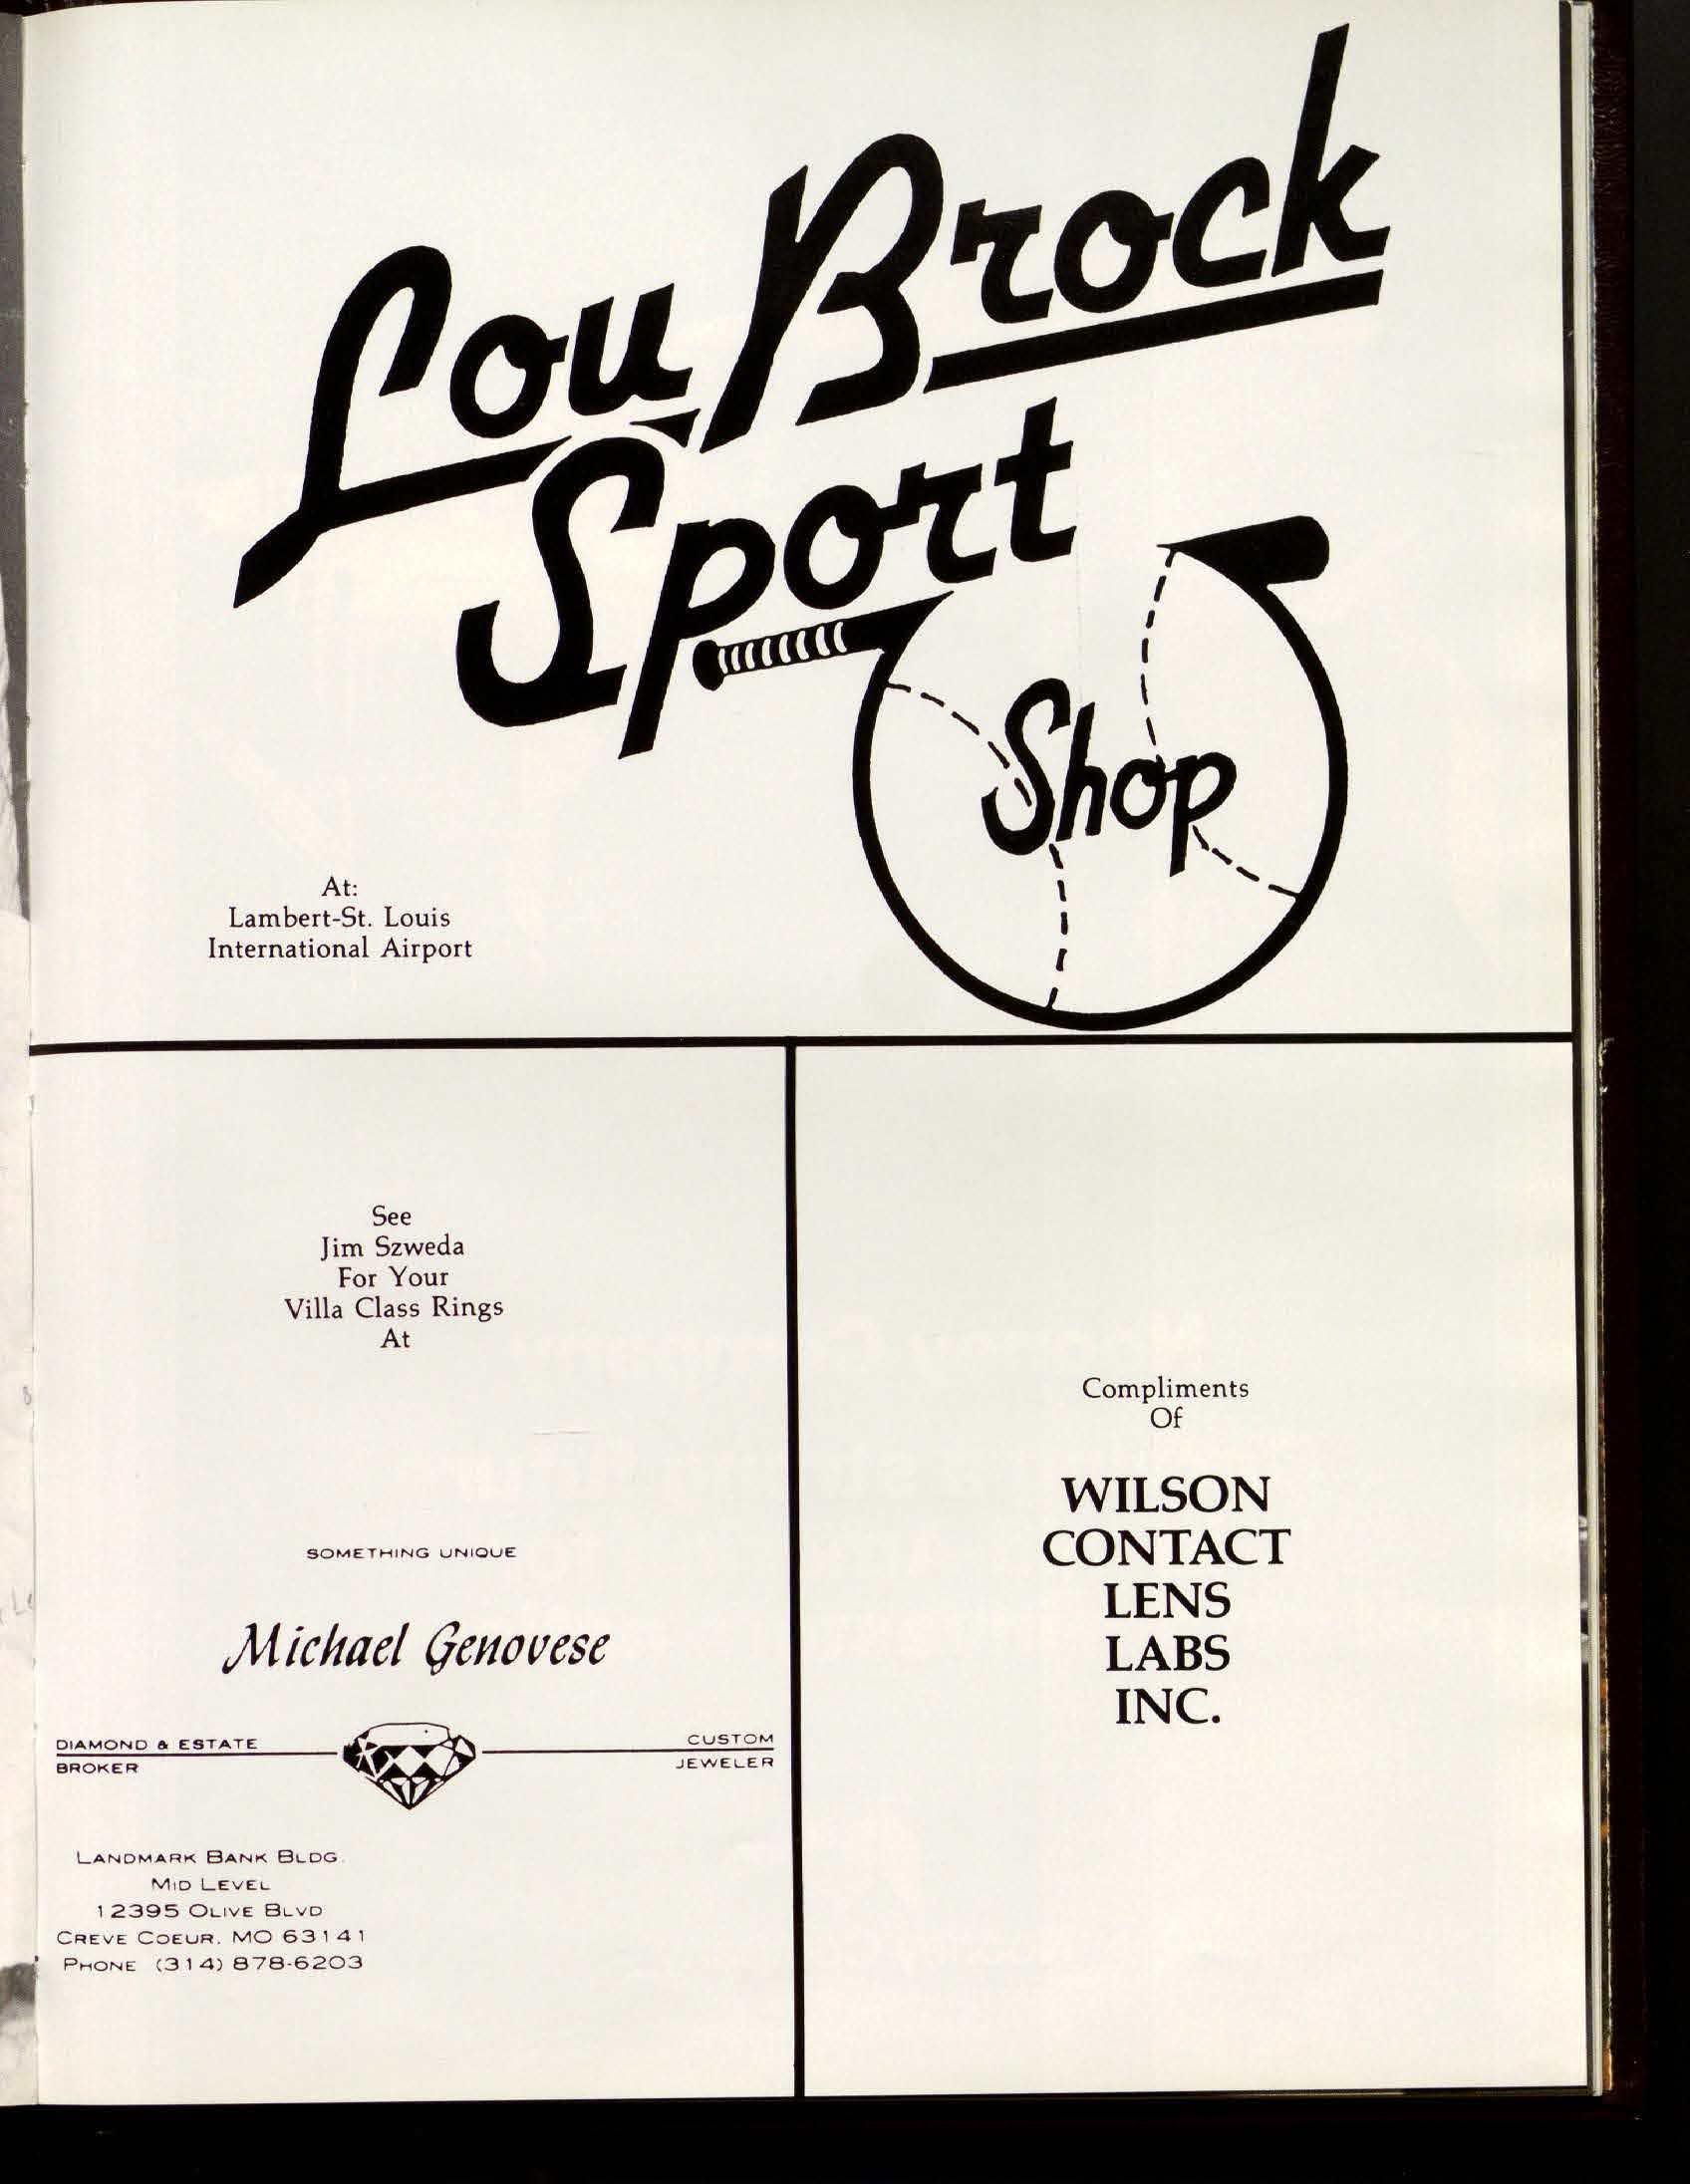 Lou Brock
Sport
Shop
At:
Lambert-St. Louis
International Airport
See
Jim Szweda
For Your
Villa Class Rings
At
SOMETHING UNIQUE
Michael Genovese
DIAMOND & ESTATE
BROKER
CUSTOM
JEWELER
LANDMARK BANK BLDG.
MID LEVEL
12395 OLIVE BLVD
CREVE COEUR, MO 63141
PHONE (314) 878-6203
Compliments
Of
WILSON
CONTACT
LENS
LABS
INC.